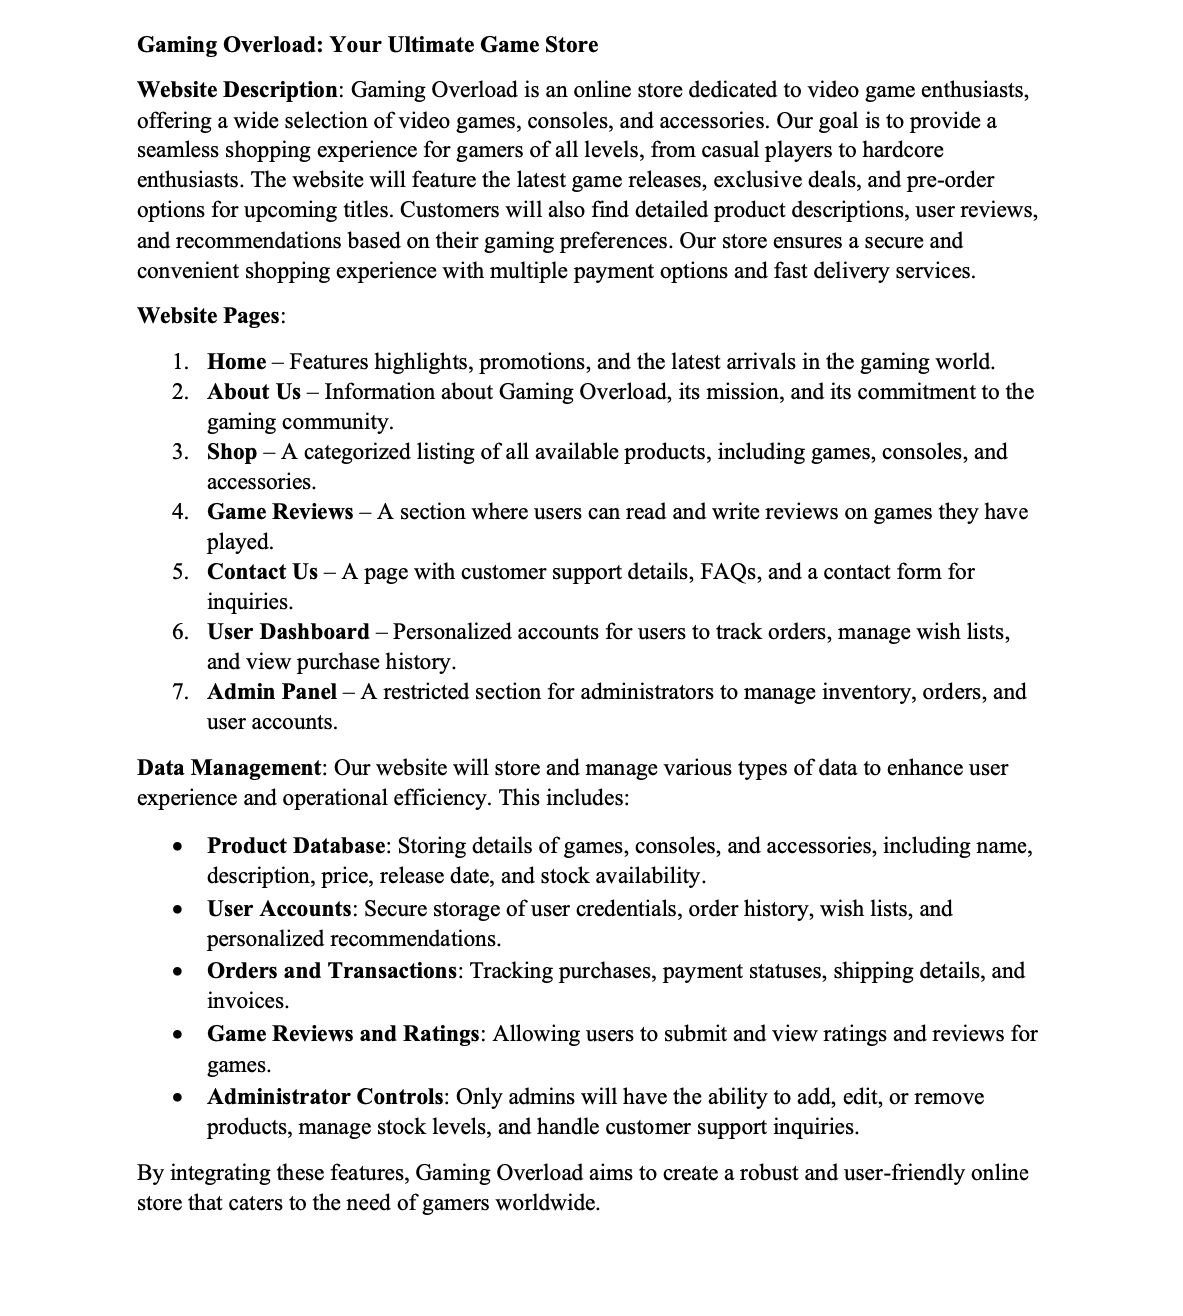 Gaming Overload: Your Ultimate Game Store
Website Description: Gaming Overload is an online store dedicated to video game enthusiasts,
offering a wide selection of video games, consoles, and accessories. Our goal is to provide a
seamless shopping experience for gamers of all levels, from casual players to hardcore
enthusiasts. The website will feature the latest game releases, exclusive deals, and pre-order
options for upcoming titles. Customers will also find detailed product descriptions, user reviews,
and recommendations based on their gaming preferences. Our store ensures a secure and
convenient shopping experience with multiple payment options and fast delivery services.
Website Pages:
1. Home – Features highlights, promotions, and the latest arrivals in the gaming world.
2. About Us – Information about Gaming Overload, its mission, and its commitment to the
gaming community.
3. Shop – A categorized listing of all available products, including games, consoles, and
accessories.
4. Game Reviews – A section where users can read and write reviews on games they have
played.
5. Contact Us – A page with customer support details, FAQs, and a contact form for
inquiries.
6. User Dashboard – Personalized accounts for users to track orders, manage wish lists,
and view purchase history.
7. Admin Panel – A restricted section for administrators to manage inventory, orders, and
user accounts.
Data Management: Our website will store and manage various types of data to enhance user
experience and operational efficiency. This includes:
• Product Database: Storing details of games, consoles, and accessories, including name,
description, price, release date, and stock availability.
• User Accounts: Secure storage of user credentials, order history, wish lists, and
personalized recommendations.
• Orders and Transactions: Tracking purchases, payment statuses, shipping details, and
invoices.
• Game Reviews and Ratings: Allowing users to submit and view ratings and reviews for
games.
• Administrator Controls: Only admins will have the ability to add, edit, or remove
products, manage stock levels, and handle customer support inquiries.
By integrating these features, Gaming Overload aims to create a robust and user-friendly online
store that caters to the need of gamers worldwide.